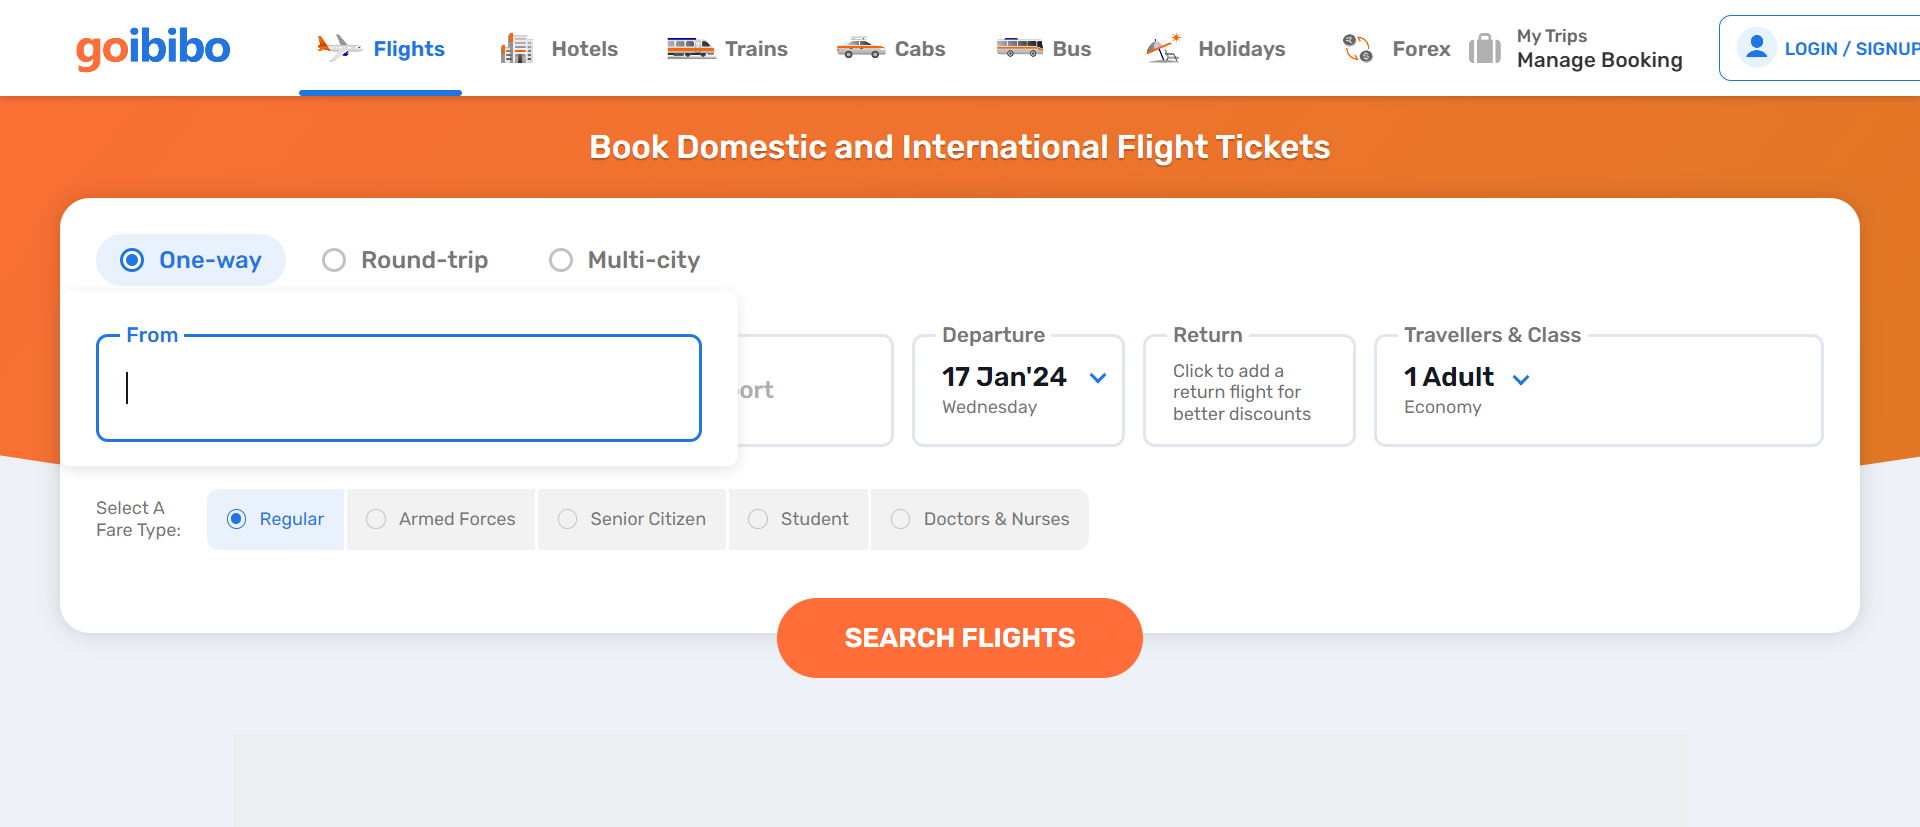 goibibo
Flights
Hotels
Trains
Cabs
Bus
Holidays
Forex
My Trips
Manage Booking
LOGIN / SIGNUP
Book Domestic and International Flight Tickets
One-way
Round-trip
Multi-city
From
ort
Departure
17 Jan'24
Wednesday
Return
Click to add a
return flight for
better discounts
Travellers & Class
1 Adult
Economy
Select A
Fare Type:
Regular
Armed Forces
Senior Citizen
Student
Doctors & Nurses
SEARCH FLIGHTS